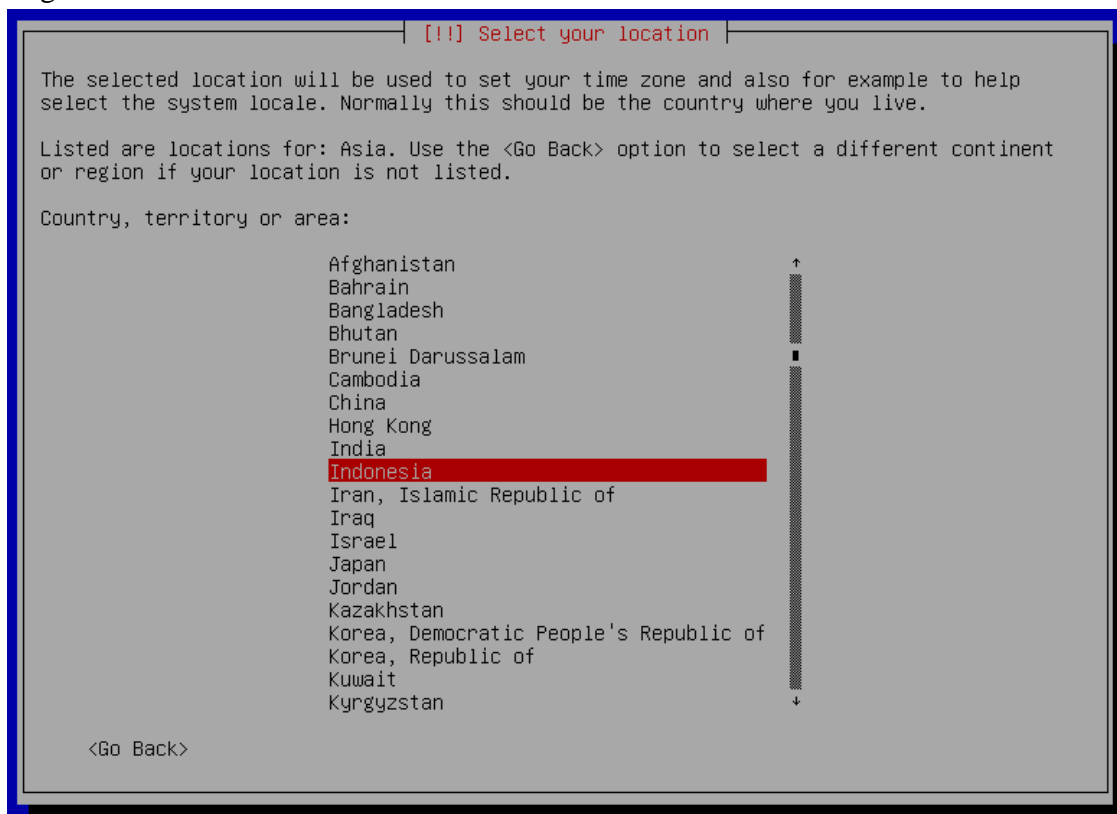 [!!] Select your location
The selected location will be used to set your time zone and also for example to help
select the system locale. Normally this should be the country where you live.
Listed are locations for: Asia. Use the <Go Back> option to select a different continent
or region if your location is not listed.
Country, territory or area:
Afghanistan
Bahrain
Bangladesh
Bhutan
Brunei Darussalam
Cambodia
China
Hong Kong
India
Indonesia
Iran, Islamic Republic of
Iraq
Israel
Japan
Jordan
Kazakhstan
Korea, Democratic People's Republic of
Korea, Republic of
Kuwait
Kyrgyzstan
<Go Back>